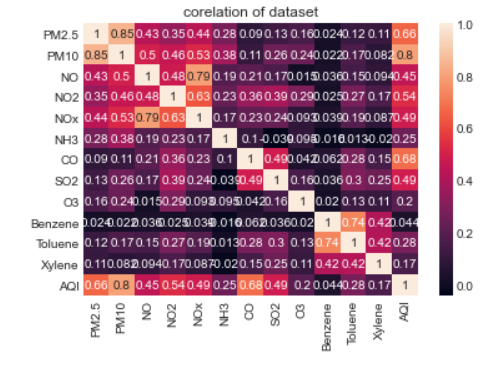 corelation of dataset
PM2.5 1 0.85 0.43 0.35 0.44 0.28 0.09 0.13 0.16 0.024 0.12 0.11 0.66
PM10 0.85 1 0.5 0.46 0.53 0.38 0.11 0.26 0.24 0.022 0.17 0.082 0.8
NO 0.43 0.5 1 0.48 0.79 0.19 0.21 0.17 0.015 0.036 0.15 0.094 0.45
NO2 0.35 0.46 0.48 1 0.63 0.23 0.36 0.39 0.29 0.025 0.27 0.17 0.54
NOx 0.44 0.53 0.79 0.63 1 0.17 0.23 0.24 0.093 0.039 0.19 0.087 0.49
NH3 0.28 0.38 0.19 0.23 0.17 1 0.1 -0.039 0.095 0.016 0.013 -0.02 0.25
CO 0.09 0.11 0.21 0.36 0.23 0.1 1 0.49 0.042 0.062 0.28 0.15 0.68
SO2 0.13 0.26 0.17 0.39 0.24 -0.039 0.49 1 0.16 0.036 0.3 0.25 0.49
O3 0.16 0.24 0.015 0.29 0.093 0.095 0.042 0.16 1 0.02 0.13 0.11 0.2
Benzene 0.024 0.022 0.036 0.025 0.039 0.016 0.062 0.036 0.02 1 0.74 0.42 0.044
Toluene 0.12 0.17 0.15 0.27 0.19 0.013 0.28 0.3 0.13 0.74 1 0.42 0.28
Xylene 0.11 0.082 0.094 0.17 0.087 -0.02 0.15 0.25 0.11 0.42 0.42 1 0.17
AQI 0.66 0.8 0.45 0.54 0.49 0.25 0.68 0.49 0.2 0.044 0.28 0.17 1
PM2.5 PM10 NO NO2 NOx NH3 CO SO2 O3 Benzene Toluene Xylene AQI
1.0
0.8
0.6
0.4
0.2
0.0